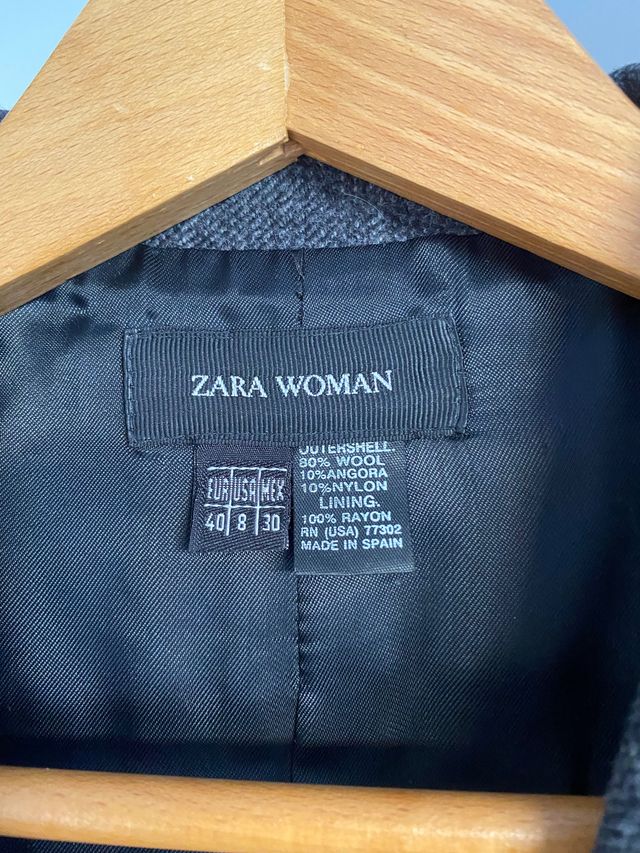 ZARA WOMAN
EUR USA MEX
40 8 30
OUTERSHELL.
80% WOOL
10%ANGORA
10%NYLON
LINING.
100% RAYON
RN (USA) 77302
MADE IN SPAIN